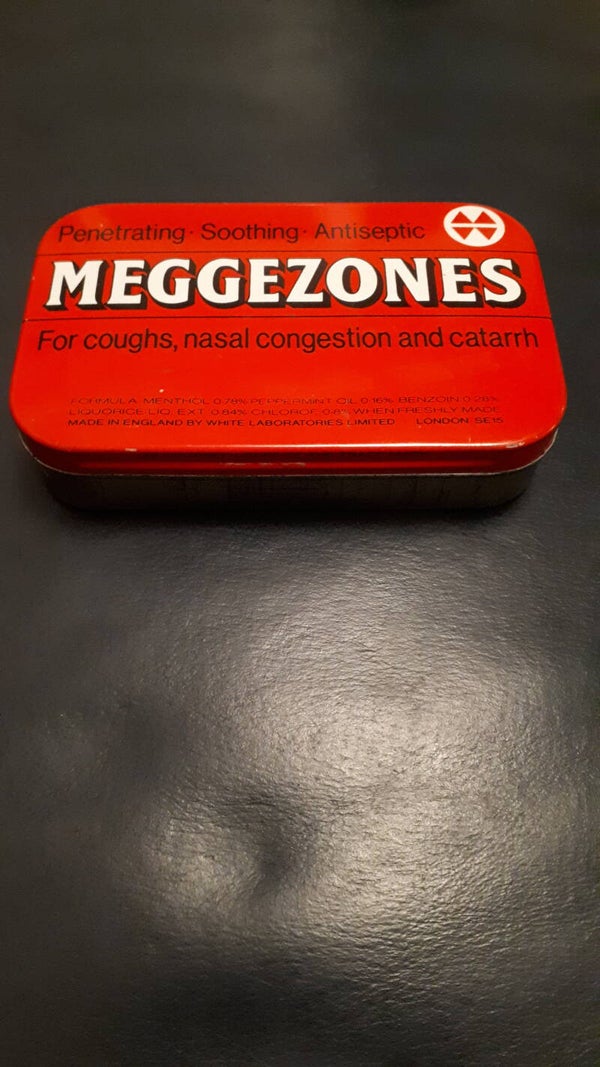 Penetrating · Soothing · Antiseptic
MEGGEZONES
For coughs, nasal congestion and catarrh
FORMULA MENTHOL 0·78% PEPPERMINT OIL 0·16% BENZOIN 0·28%
LIQUORICE LIQ. EXT. 0·84% CHLOROF. 0·8% WHEN FRESHLY MADE
MADE IN ENGLAND BY WHITE LABORATORIES LIMITED LONDON SE15